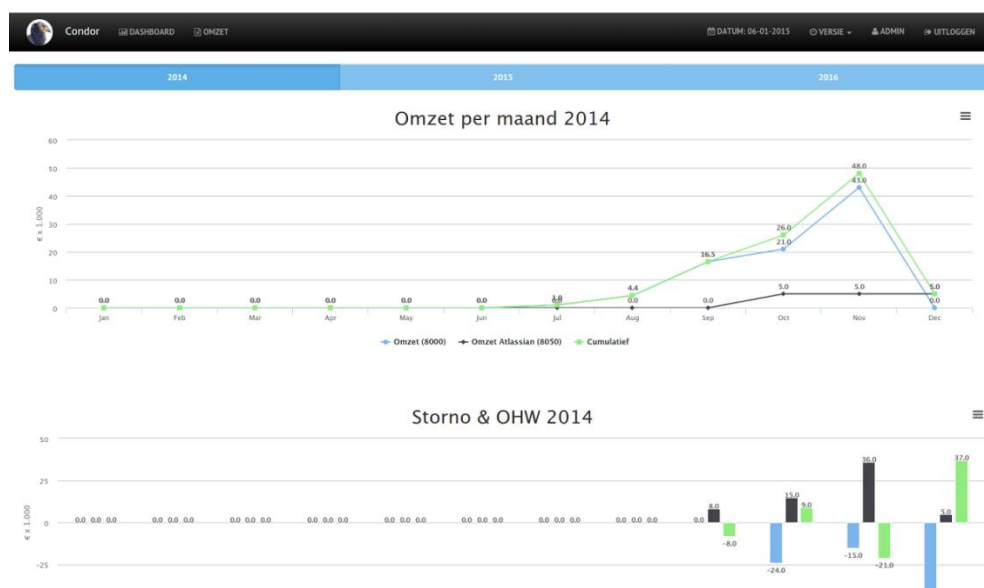 Condor DASHBOARD OMZET DATUM: 06-01-2015 VERSIE ADMIN UITLOGGEN
2014 2015 2016
Omzet per maand 2014
€ x 1.000
60
50
40
30
20
10
0
48.0
43.0
26.0
21.0
16.5
4.4
5.0 5.0 5.0
0.0 0.0 0.0 0.0 0.0 0.0 0.0 0.0 0.0
Jan Feb Mar Apr May Jun Jul Aug Sep Oct Nov Dec
Omzet (8000) Omzet Atlassian (8050) Cumulatief
Storno & OHW 2014
€ x 1.000
50
25
0
-25
37.0
36.0
15.0
8.0 9.0 5.0
0.0 0.0 0.0 0.0 0.0 0.0 0.0 0.0 0.0 0.0 0.0 0.0 0.0 0.0 0.0 0.0 0.0 0.0 0.0 0.0 0.0 0.0 0.0 0.0 0.0
-8.0
-15.0
-24.0 -21.0